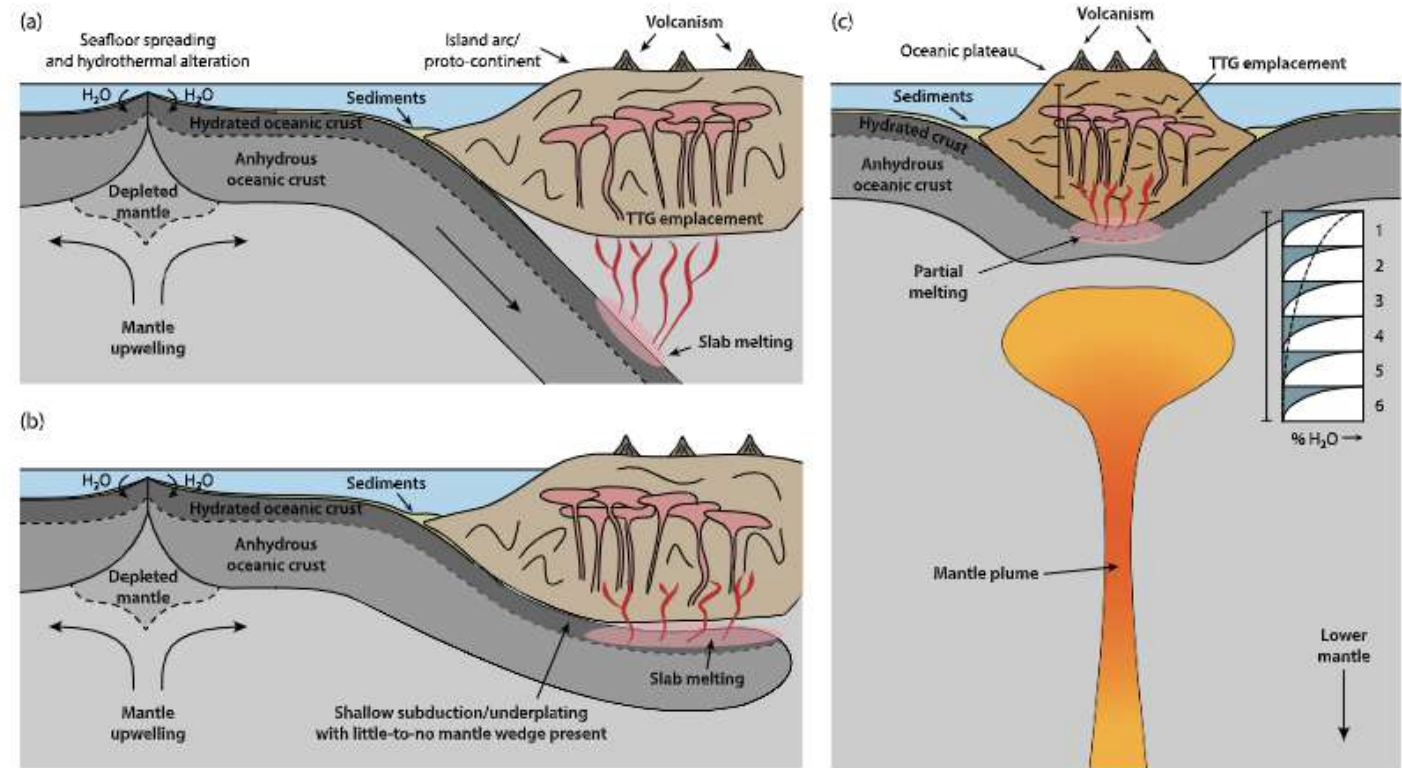 (a)
Seafloor spreading
and hydrothermal alteration
Island arc/
proto-continent
Volcanism
H₂O
H₂O
Sediments
Hydrated oceanic crust
Anhydrous
oceanic crust
Depleted
mantle
TTG emplacement
Mantle
upwelling
Slab melting
(b)
H₂O
H₂O
Sediments
Hydrated oceanic crust
Anhydrous
oceanic crust
Depleted
mantle
Slab melting
Mantle
upwelling
Shallow subduction/underplating
with little-to-no mantle wedge present
(c)
Volcanism
Oceanic plateau
TTG emplacement
Sediments
Hydrated crust
Anhydrous
oceanic crust
Partial
melting
1
2
3
4
5
6
% H₂O
Mantle plume
Lower
mantle